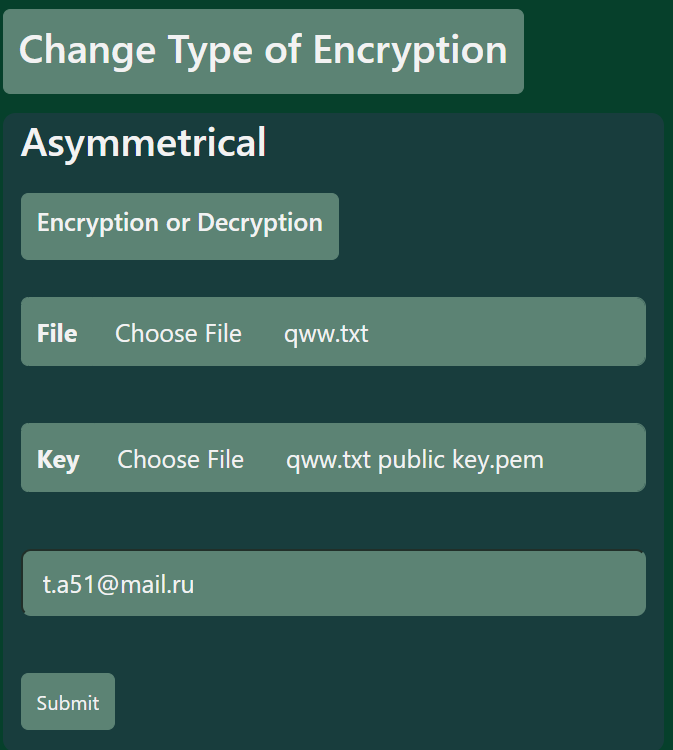 Change Type of Encryption
Asymmetrical
Encryption or Decryption
File Choose File qww.txt
Key Choose File qww.txt public key.pem
t.a51@mail.ru
Submit